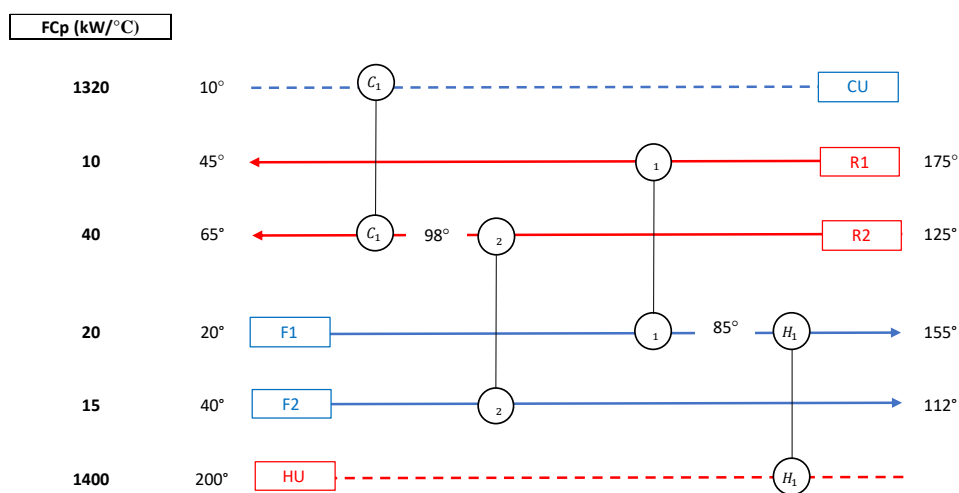 FCp (kW/°C)
1320 10° C₁ CU
10 45° 1 R1 175°
40 65° C₁ 98° 2 R2 125°
20 20° F1 1 85° H₁ 155°
15 40° F2 2 112°
1400 200° HU H₁